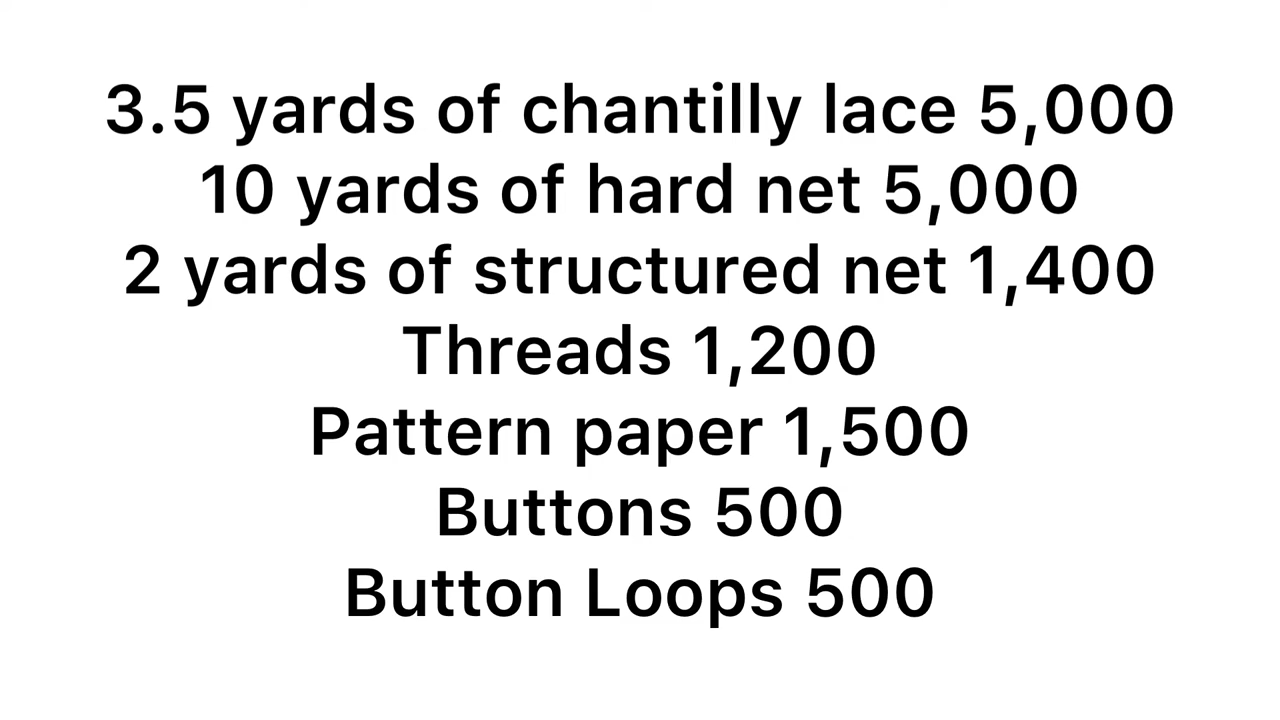 3.5 yards of chantilly lace 5,000
10 yards of hard net 5,000
2 yards of structured net 1,400
Threads 1,200
Pattern paper 1,500
Buttons 500
Button Loops 500